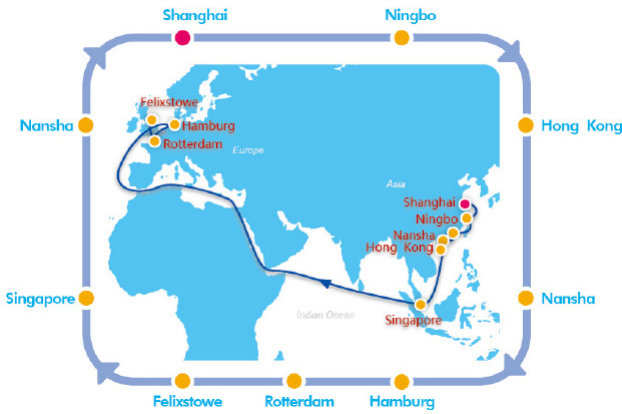 Shanghai
Ningbo
Felixstowe
Nansha
Hamburg
Hong Kong
Rotterdam
Europe
Asia
Shanghai
Ningbo
Nansha
Hong Kong
Singapore
Nansha
Indian Ocean
Singapore
Felixstowe
Rotterdam
Hamburg